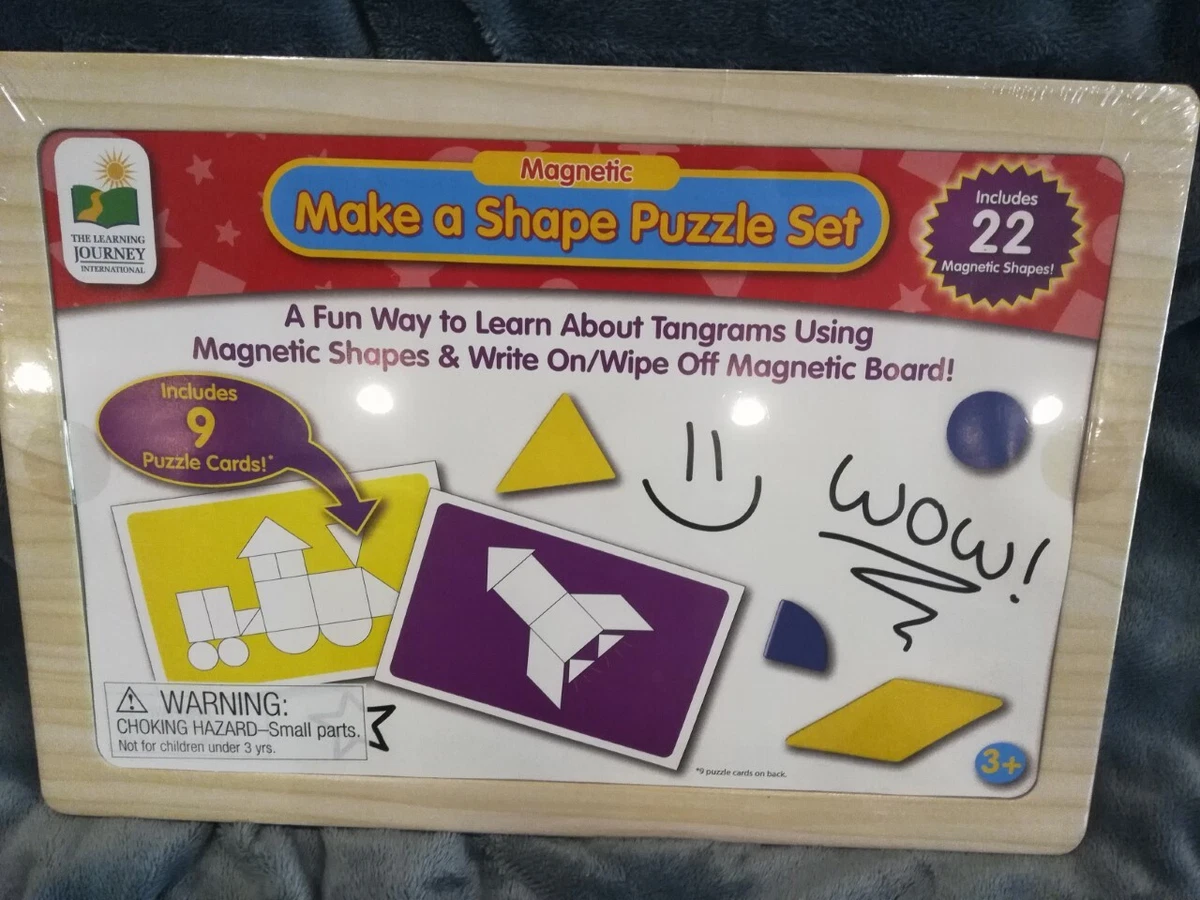 THE LEARNING
JOURNEY
INTERNATIONAL
Magnetic
Make a Shape Puzzle Set
Includes
22
Magnetic Shapes!
A Fun Way to Learn About Tangrams Using
Magnetic Shapes & Write On/Wipe Off Magnetic Board!
Includes
9
Puzzle Cards!*
WOW!
WARNING:
CHOKING HAZARD–Small parts.
Not for children under 3 yrs.
*9 puzzle cards on back.
3+